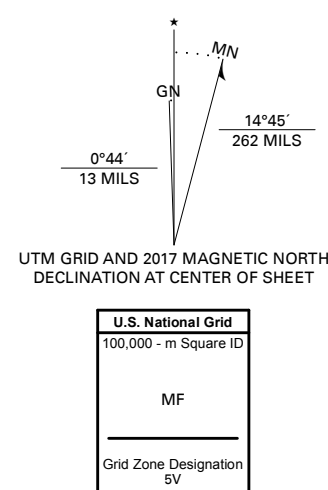 ★
MN
GN
14°45´
262 MILS
0°44´
13 MILS
UTM GRID AND 2017 MAGNETIC NORTH
DECLINATION AT CENTER OF SHEET
U.S. National Grid
100,000 - m Square ID
MF
Grid Zone Designation
5V